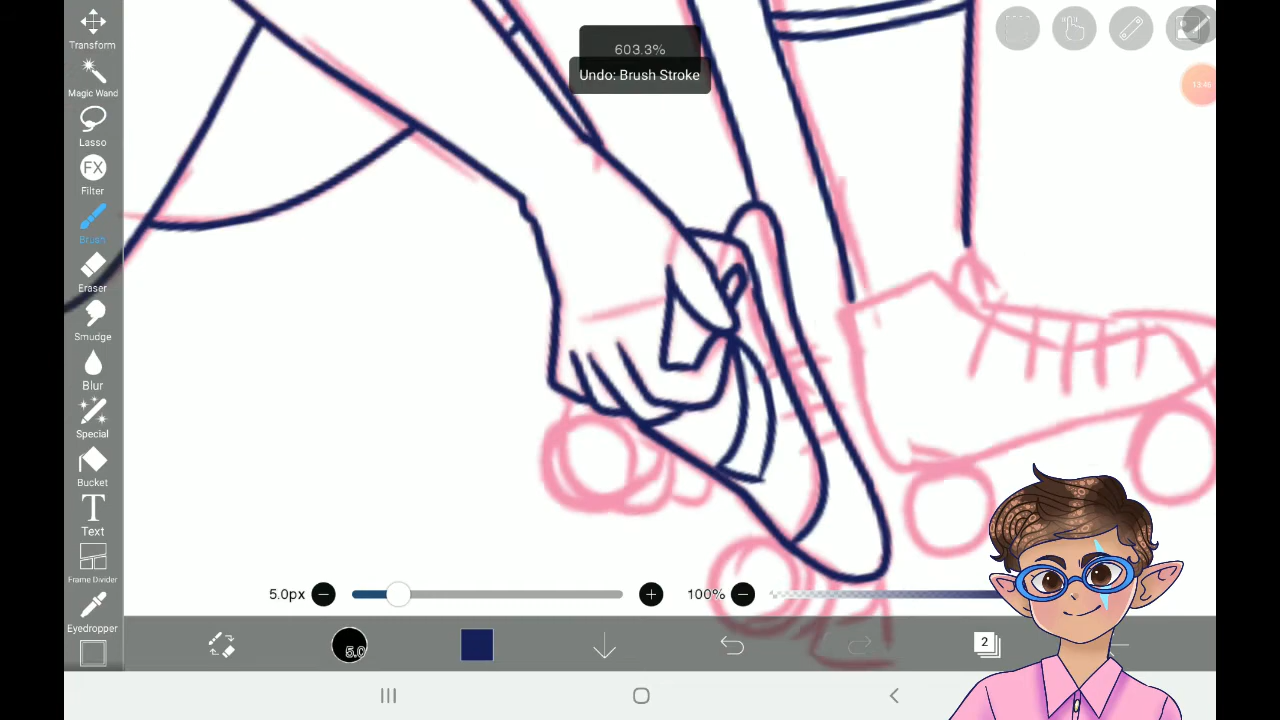 Transform
Magic Wand
Lasso
FX
Filter
Brush
Eraser
Smudge
Blur
Special
Bucket
T
Text
Frame Divider
Eyedropper
603.3%
Undo: Brush Stroke
5.0px
100%
5.0
2